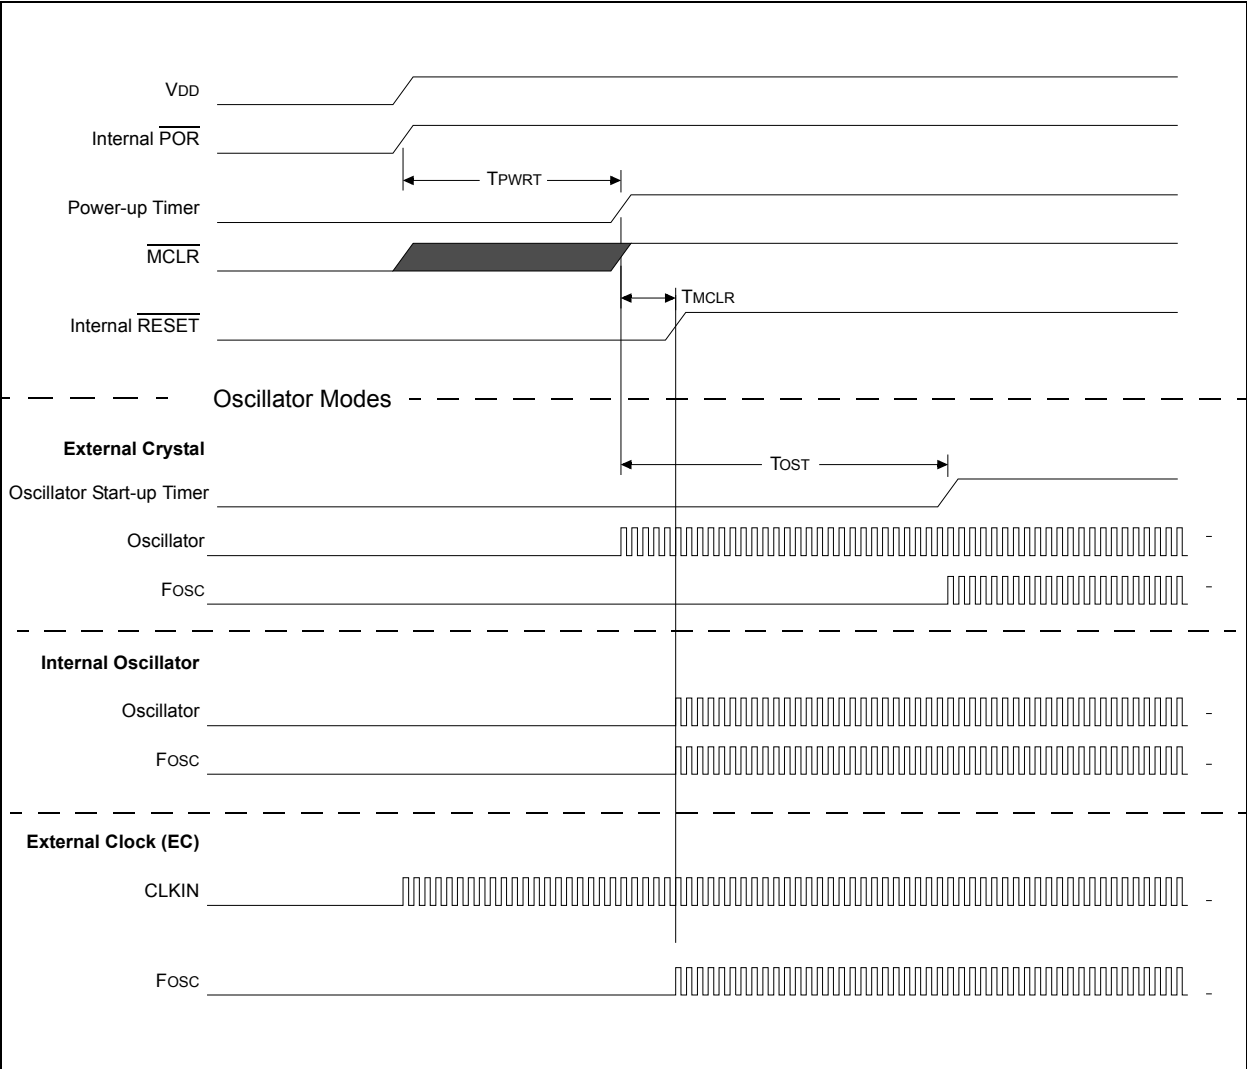 VDD
Internal POR
TPWRT
Power-up Timer
MCLR
TMCLR
Internal RESET
Oscillator Modes
External Crystal
TOST
Oscillator Start-up Timer
Oscillator
FOSC
Internal Oscillator
Oscillator
FOSC
External Clock (EC)
CLKIN
FOSC